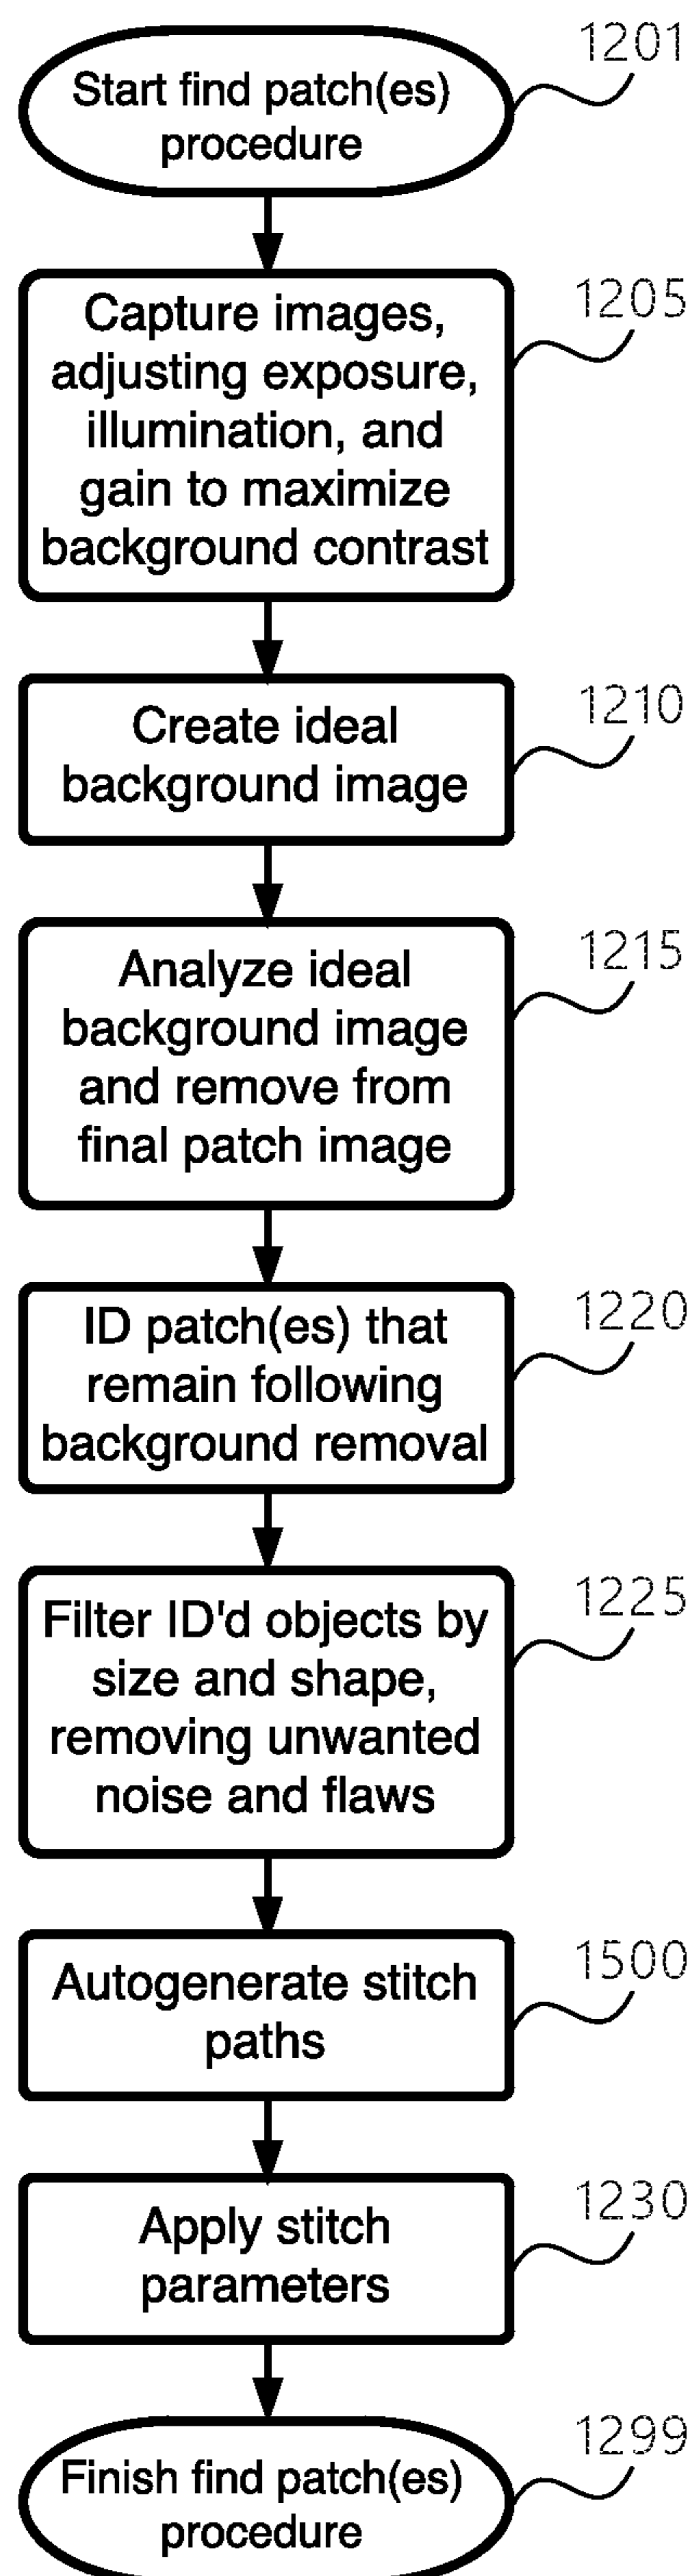 Start find patch(es)
procedure
1201
Capture images,
adjusting exposure,
illumination, and
gain to maximize
background contrast
1205
Create ideal
background image
1210
Analyze ideal
background image
and remove from
final patch image
1215
ID patch(es) that
remain following
background removal
1220
Filter ID'd objects by
size and shape,
removing unwanted
noise and flaws
1225
Autogenerate stitch
paths
1500
Apply stitch
parameters
1230
Finish find patch(es)
procedure
1299